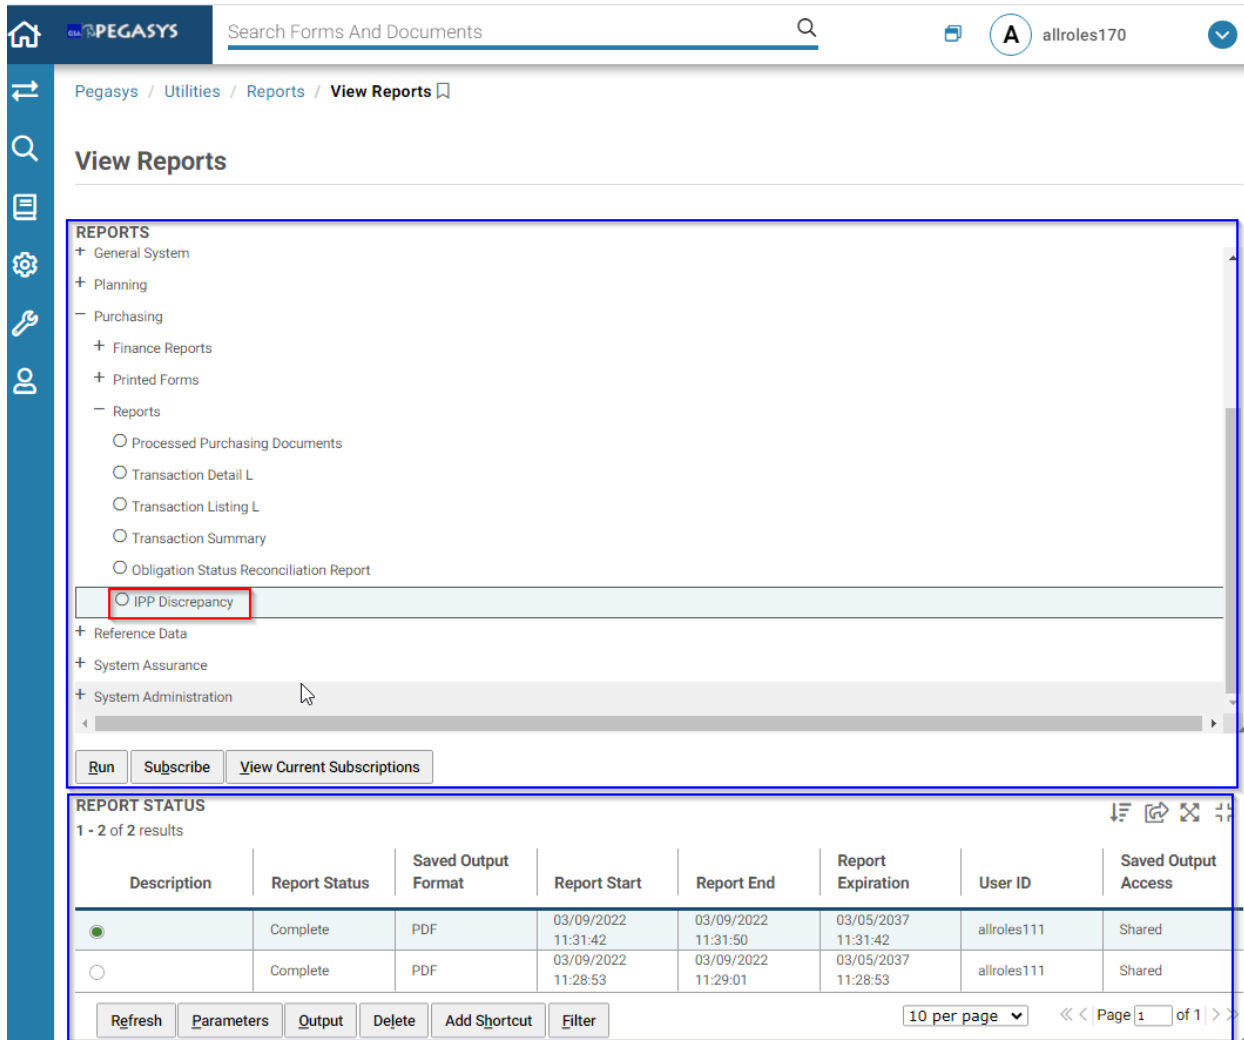 GSA PEGASYS Search Forms And Documents A allroles170
Pegasys / Utilities / Reports / View Reports
View Reports
REPORTS
+ General System
+ Planning
− Purchasing
+ Finance Reports
+ Printed Forms
− Reports
Processed Purchasing Documents
Transaction Detail L
Transaction Listing L
Transaction Summary
Obligation Status Reconciliation Report
IPP Discrepancy
+ Reference Data
+ System Assurance
+ System Administration
Run Subscribe View Current Subscriptions
REPORT STATUS
1 - 2 of 2 results
Description Report Status Saved Output Format Report Start Report End Report Expiration User ID Saved Output Access
Complete PDF 03/09/2022 11:31:42 03/09/2022 11:31:50 03/05/2037 11:31:42 allroles111 Shared
Complete PDF 03/09/2022 11:28:53 03/09/2022 11:29:01 03/05/2037 11:28:53 allroles111 Shared
Refresh Parameters Output Delete Add Shortcut Filter 10 per page Page 1 of 1